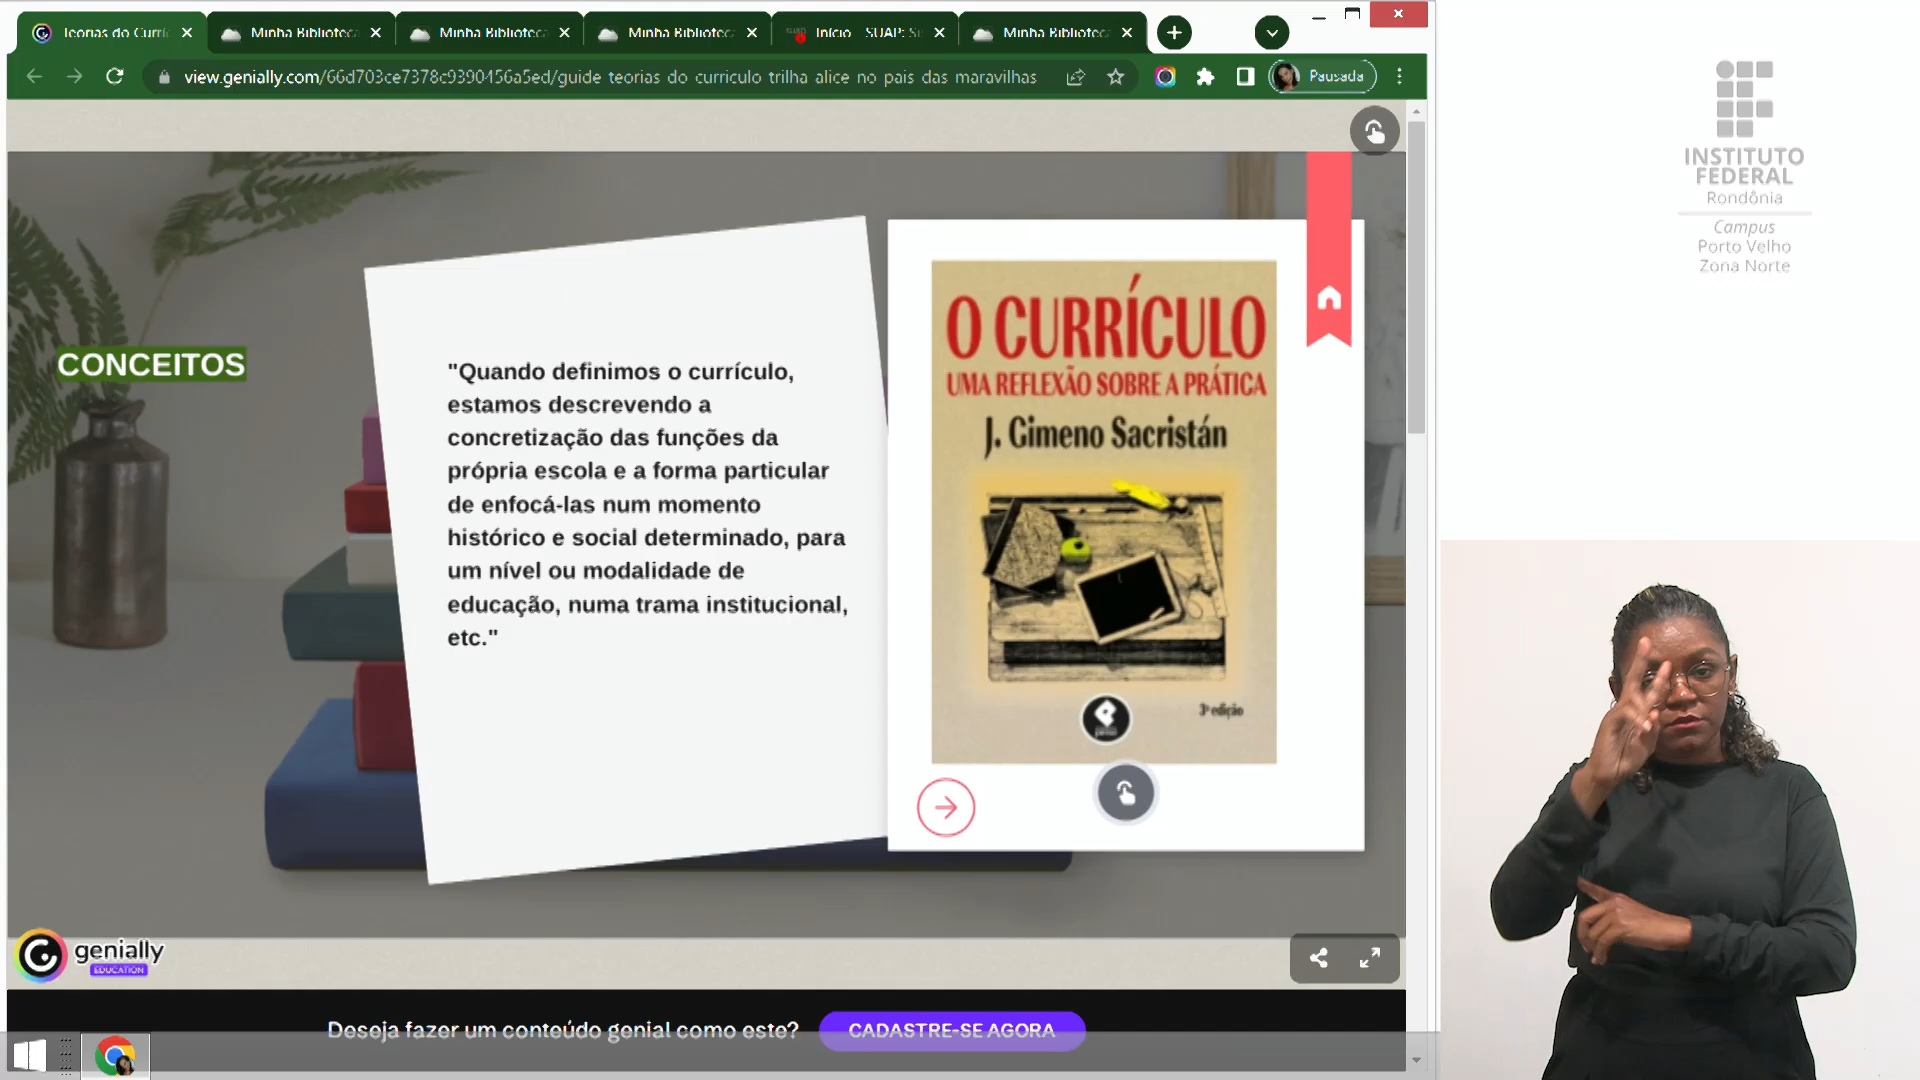 Teorias do Currí
Minha Bibliotec
Minha Bibliotec
Minha Bibliotec
Início
SUAP: S
Minha Bibliotec
view.genially.com/66d703ce7378c9390456a5ed/guide teorias do curriculo trilha alice no pais das maravilhas
Pausada
CONCEITOS
"Quando definimos o currículo,
estamos descrevendo a
concretização das funções da
própria escola e a forma particular
de enfocá-las num momento
histórico e social determinado, para
um nível ou modalidade de
educação, numa trama institucional,
etc."
O CURRÍCULO
UMA REFLEXÃO SOBRE A PRÁTICA
J. Gimeno Sacristán
3ª edição
penso
genially
EDUCATION
Deseja fazer um conteúdo genial como este?
CADASTRE-SE AGORA
INSTITUTO
FEDERAL
Rondônia
Campus
Porto Velho
Zona Norte